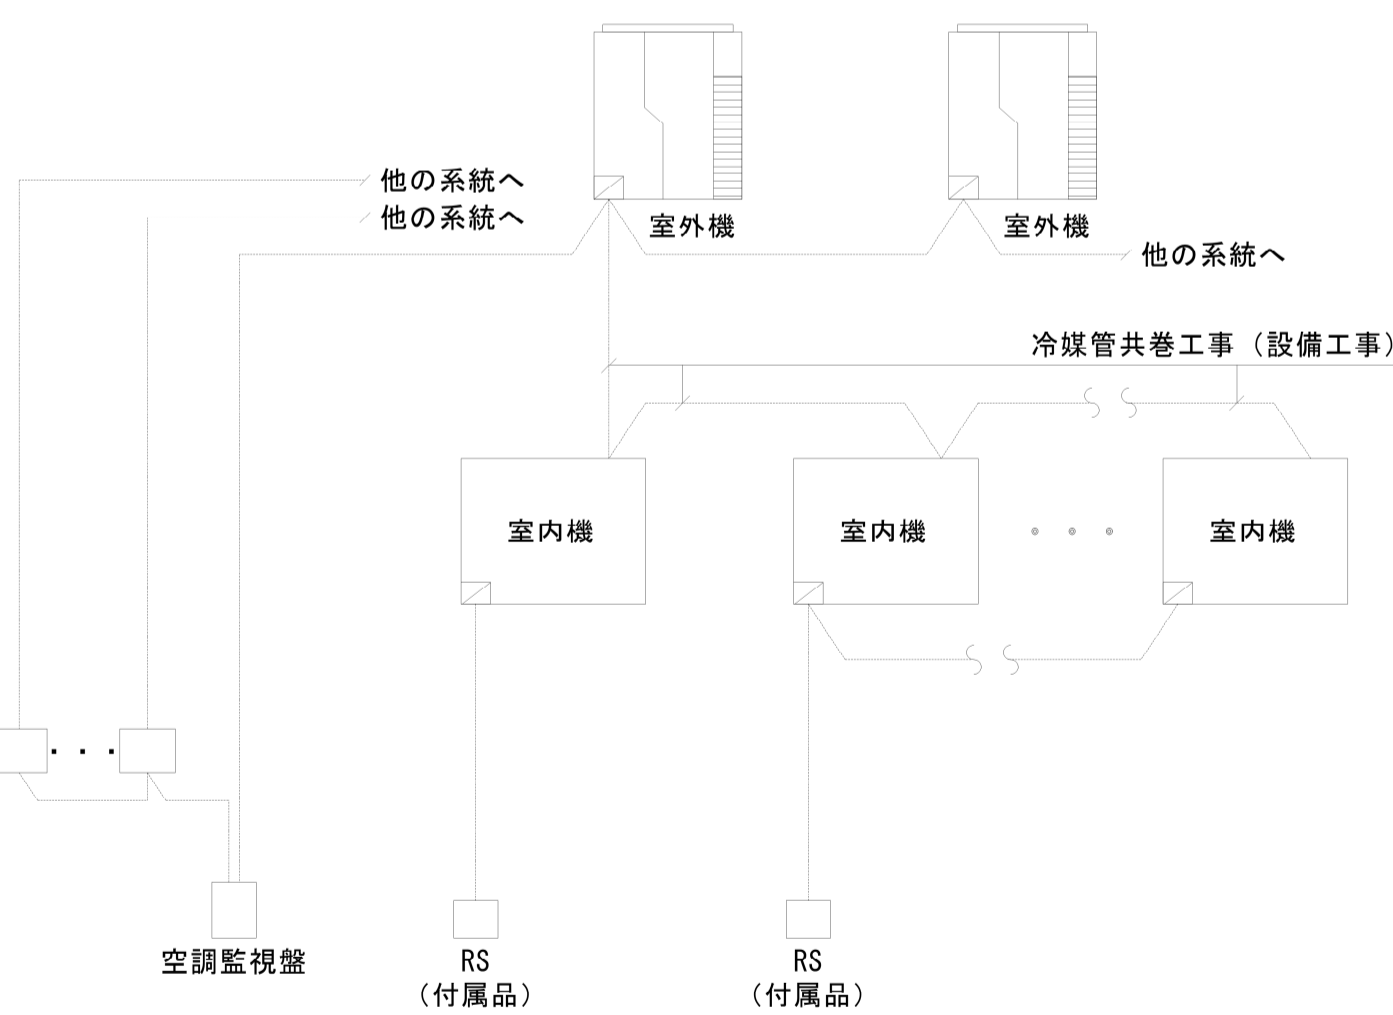 他の系統へ
他の系統へ
室外機
室外機
他の系統へ
冷媒管共巻工事（設備工事）
室内機
室内機
室内機
空調監視盤
RS
（付属品）
RS
（付属品）